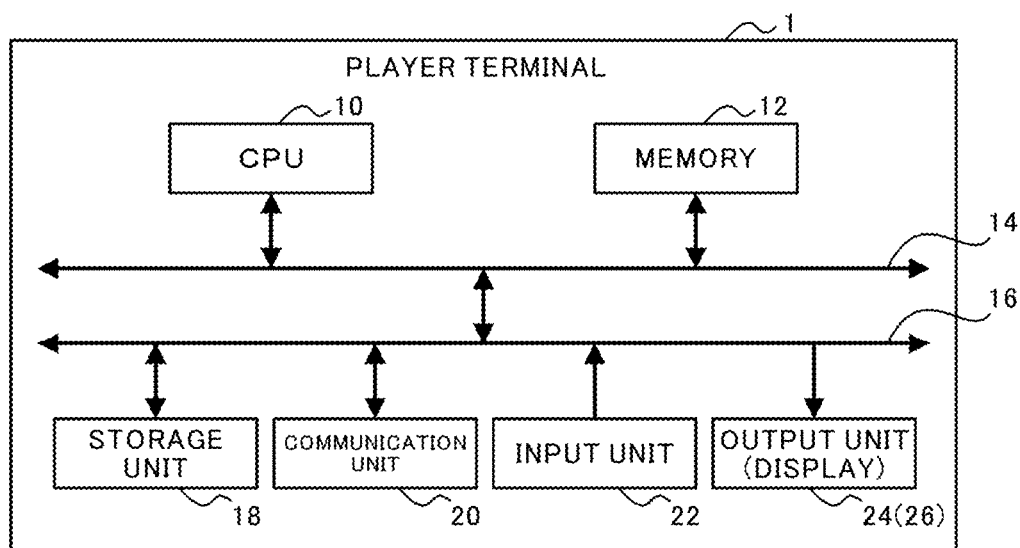 1
PLAYER TERMINAL
10
CPU
12
MEMORY
14
16
STORAGE
UNIT
18
COMMUNICATION
UNIT
20
INPUT UNIT
22
OUTPUT UNIT
(DISPLAY)
24(26)